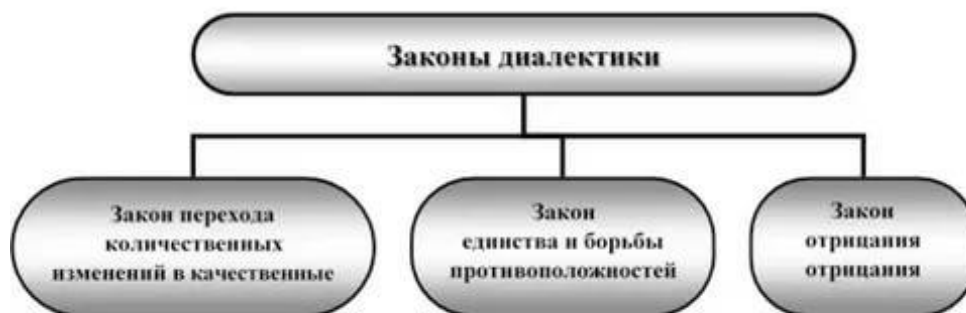 Законы диалектики
Закон перехода
количественных
изменений в качественные
Закон
единства и борьбы
противоположностей
Закон
отрицания
отрицания